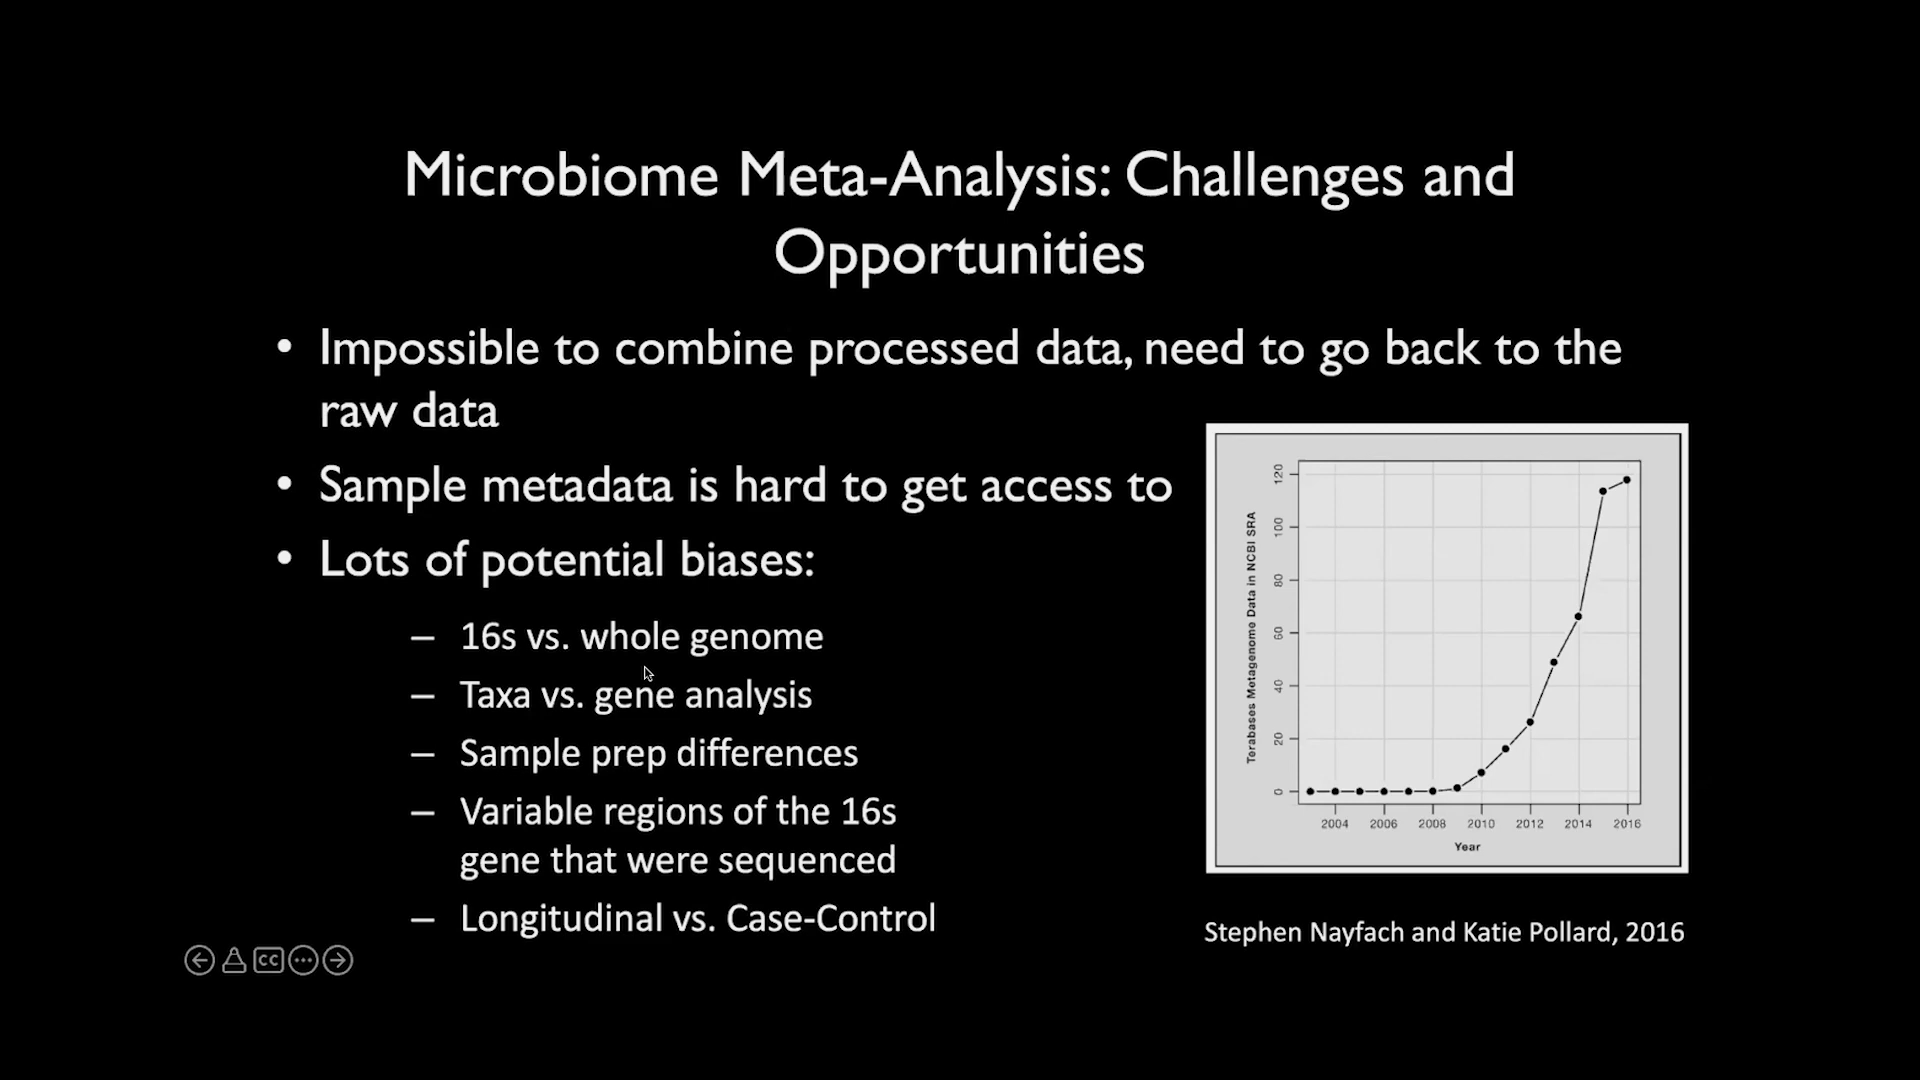 Microbiome Meta-Analysis: Challenges and
Opportunities
• Impossible to combine processed data, need to go back to the
raw data
• Sample metadata is hard to get access to
• Lots of potential biases:
– 16s vs. whole genome
– Taxa vs. gene analysis
– Sample prep differences
– Variable regions of the 16s
gene that were sequenced
– Longitudinal vs. Case-Control
Terabases Metagenome Data in NCBI SRA
120
100
80
60
40
20
0
2004 2006 2008 2010 2012 2014 2016
Year
Stephen Nayfach and Katie Pollard, 2016
CC